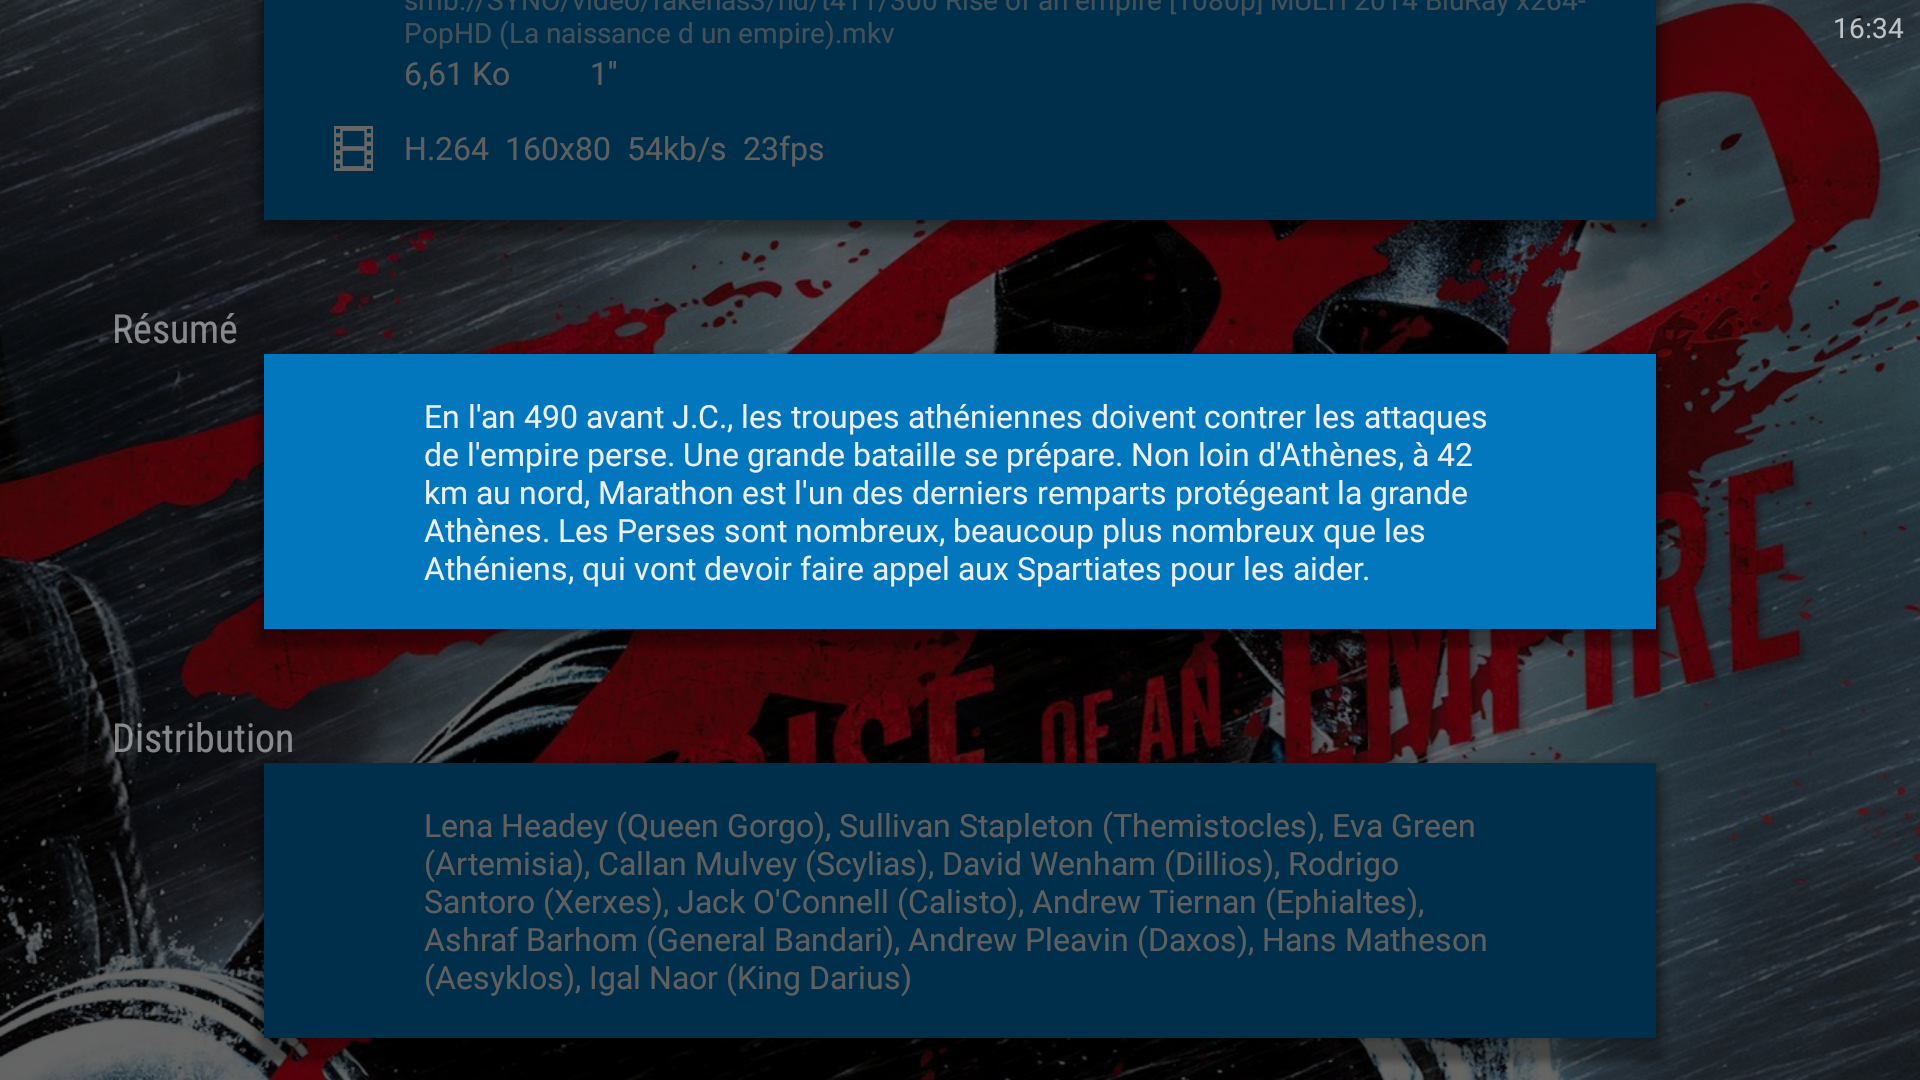 smb://SYNO/video/fakenas3/hd/t411/300 Rise of an empire [1080p] MULTI 2014 BluRay x264-
PopHD (La naissance d un empire).mkv
16:34
6,61 Ko 1"
H.264 160x80 54kb/s 23fps
Résumé
En l'an 490 avant J.C., les troupes athéniennes doivent contrer les attaques
de l'empire perse. Une grande bataille se prépare. Non loin d'Athènes, à 42
km au nord, Marathon est l'un des derniers remparts protégeant la grande
Athènes. Les Perses sont nombreux, beaucoup plus nombreux que les
Athéniens, qui vont devoir faire appel aux Spartiates pour les aider.
RISE OF AN EMPIRE
Distribution
Lena Headey (Queen Gorgo), Sullivan Stapleton (Themistocles), Eva Green
(Artemisia), Callan Mulvey (Scylias), David Wenham (Dillios), Rodrigo
Santoro (Xerxes), Jack O'Connell (Calisto), Andrew Tiernan (Ephialtes),
Ashraf Barhom (General Bandari), Andrew Pleavin (Daxos), Hans Matheson
(Aesyklos), Igal Naor (King Darius)